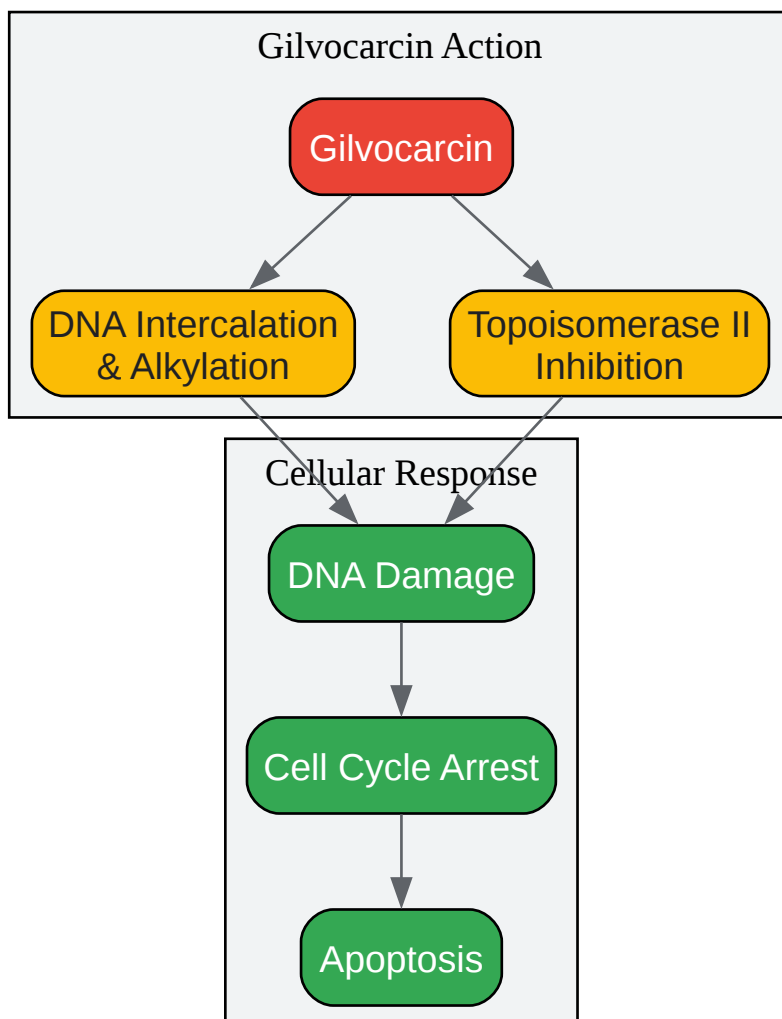 Gilvocarcin Action
Gilvocarcin
DNA Intercalation
& Alkylation
Topoisomerase II
Inhibition
Cellular Response
DNA Damage
Cell Cycle Arrest
Apoptosis